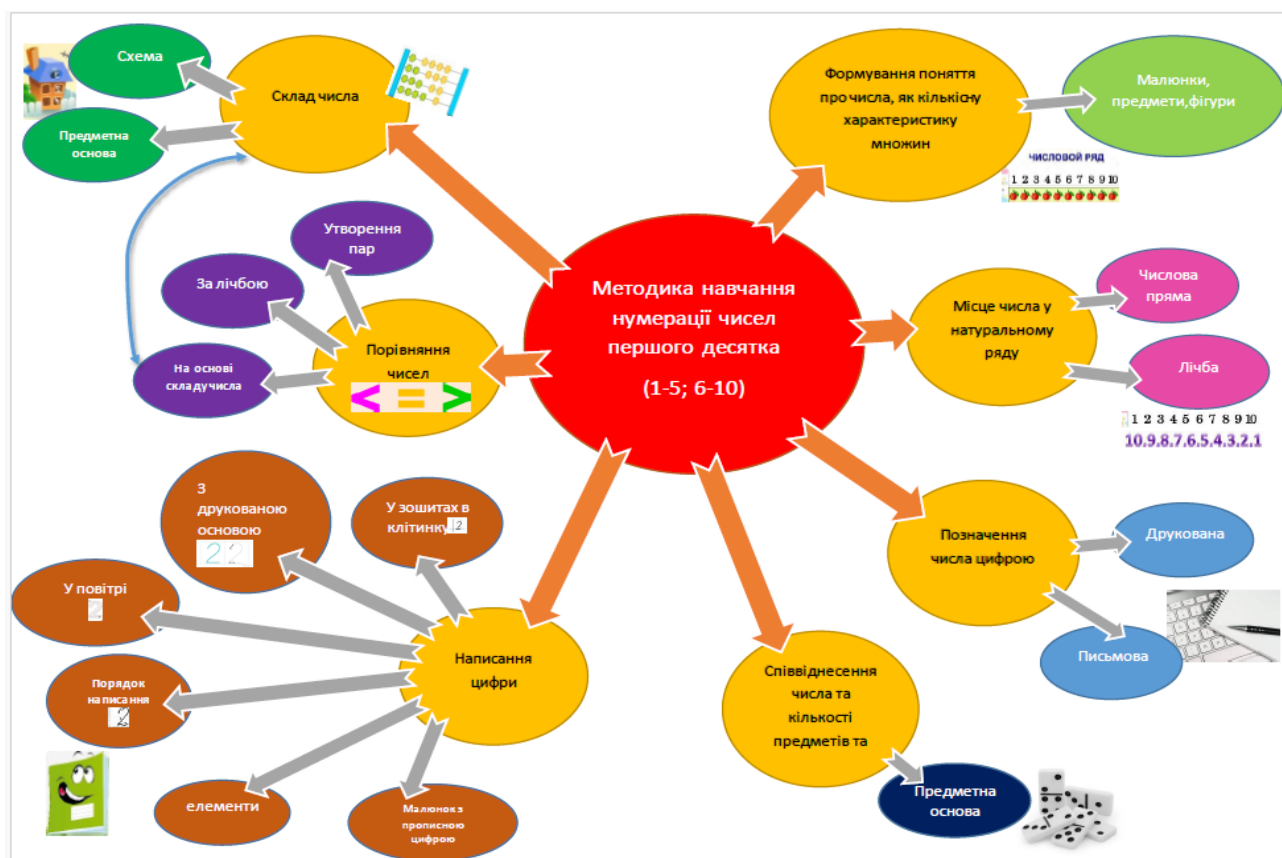 Методика навчання
нумерації чисел
першого десятка
(1-5; 6-10)
Склад числа
Схема
Предметна
основа
Формування поняття
про числа, як кількісну
характеристику
множин
Малюнки,
предмети,фігури
ЧИСЛОВОЙ РЯД
1 2 3 4 5 6 7 8 9 10
Утворення
пар
За лічбою
На основі
складу числа
Порівняння
чисел
< = >
Місце числа у
натуральному
ряду
Числова
пряма
Лічба
1 2 3 4 5 6 7 8 9 10
10,9,8,7,6,5,4,3,2,1
З
друкованою
основою
2 2
У зошитах в
клітинку 2
У повітрі
2
Порядок
написання
2
елементи
Малюнок з
прописною
цифрою
Написання
цифри
Позначення
числа цифрою
Друкована
Письмова
Співвіднесення
числа та
кількості
предметів та
Предметна
основа